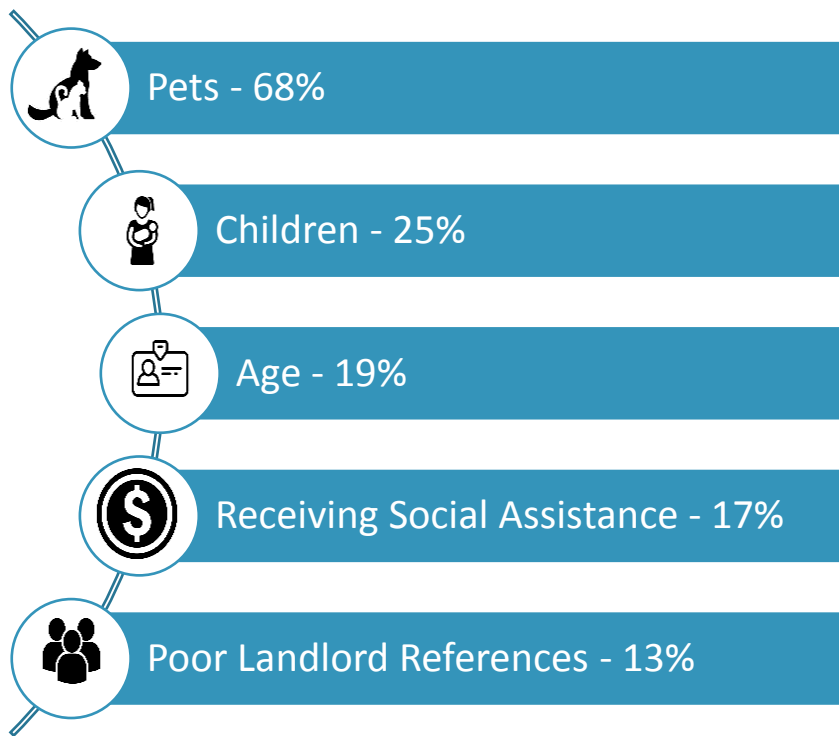 Pets - 68%
Children - 25%
Age - 19%
Receiving Social Assistance - 17%
Poor Landlord References - 13%